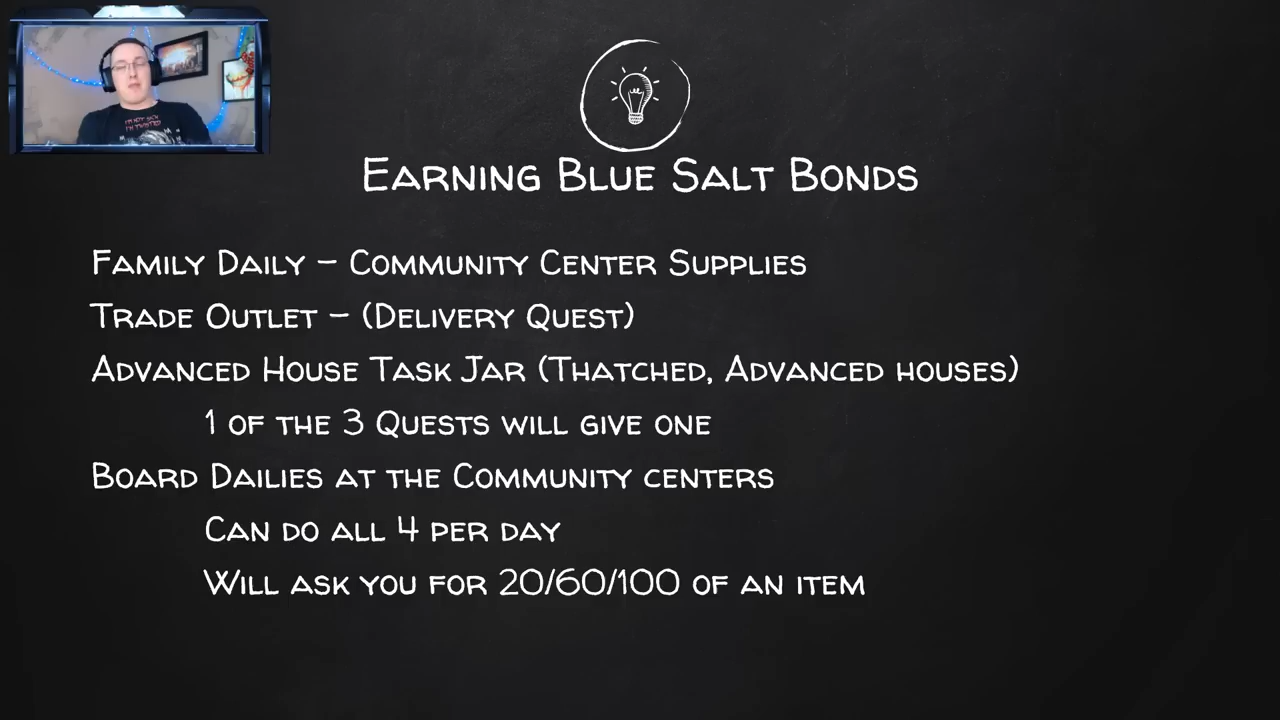 Earning Blue Salt Bonds
Family Daily – Community Center Supplies
Trade Outlet – (Delivery Quest)
Advanced House Task Jar (Thatched, Advanced houses)
1 of the 3 Quests will give one
Board Dailies at the Community centers
Can do all 4 per day
Will ask you for 20/60/100 of an item